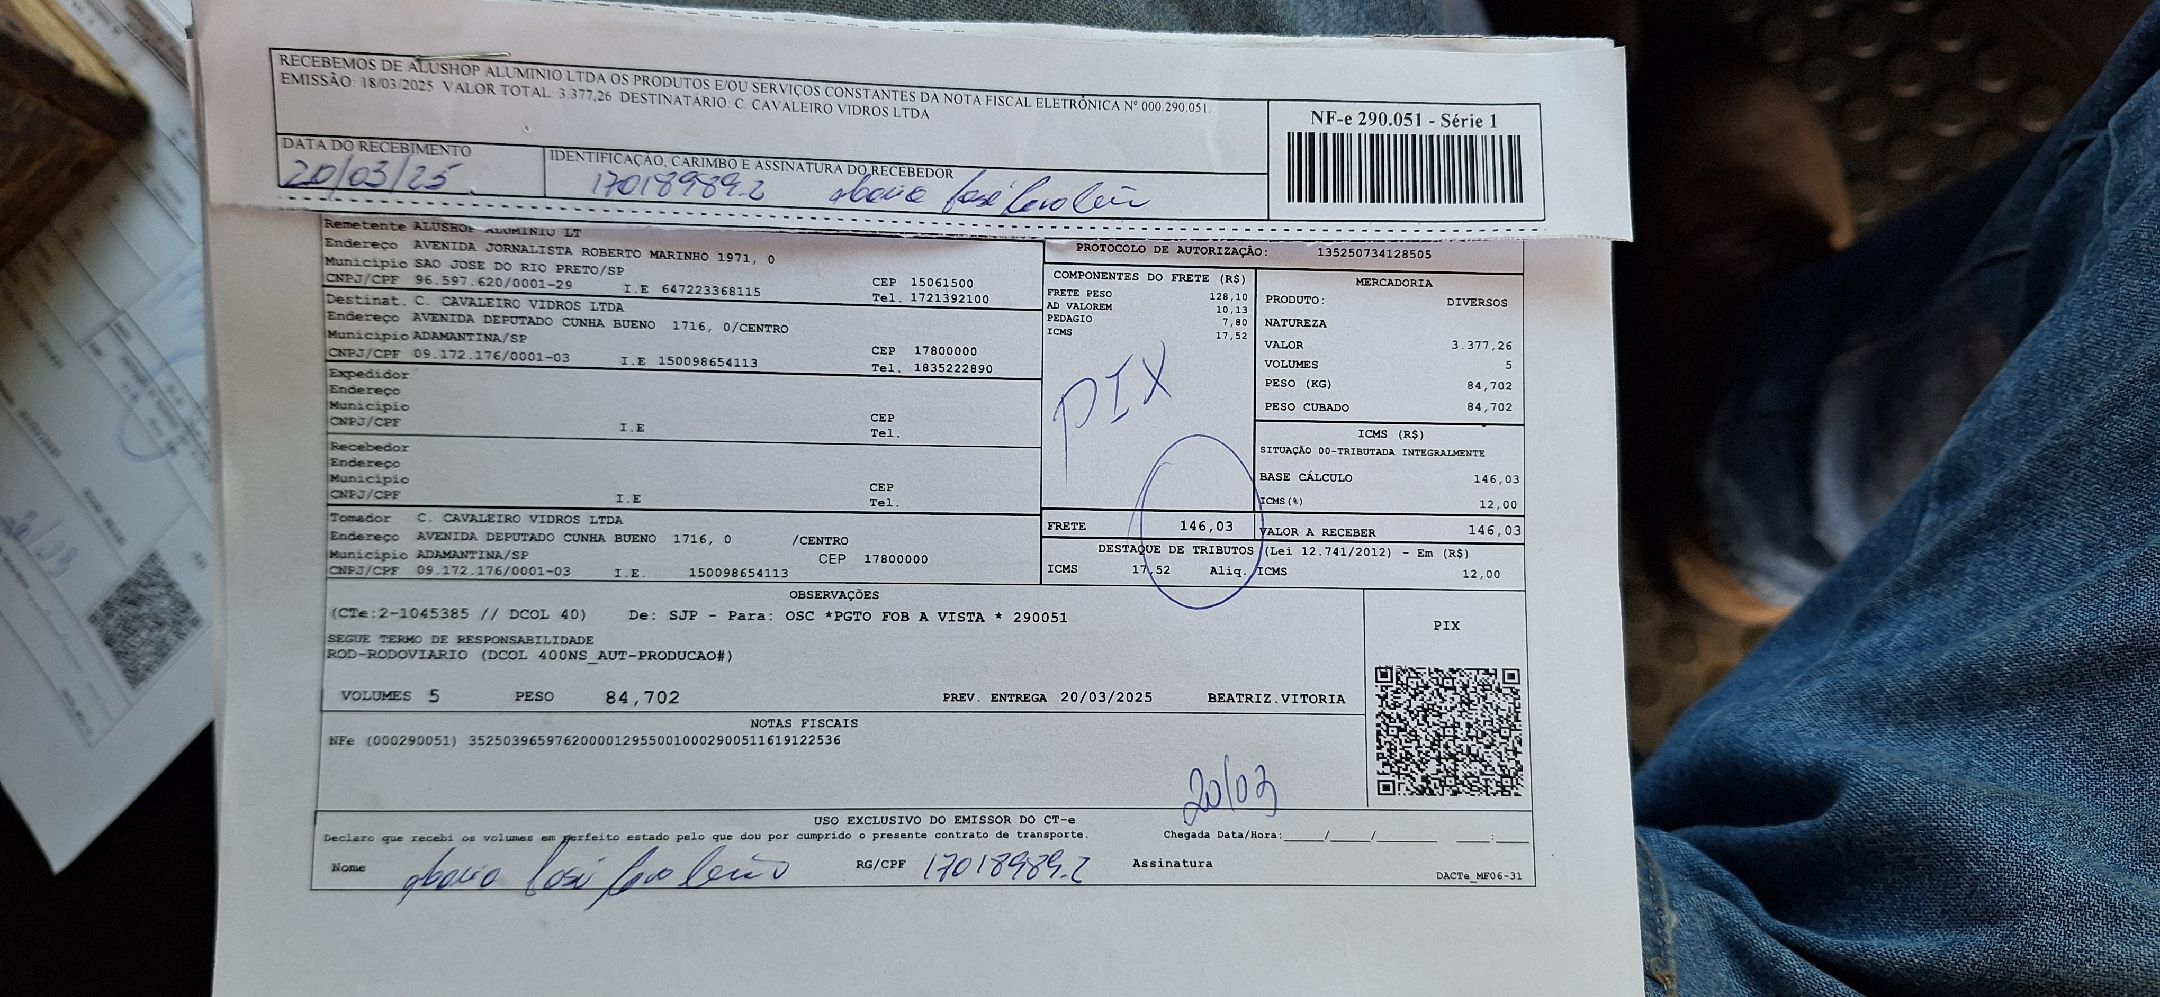 RECEBEMOS DE ALUSHOP ALUMINIO LTDA OS PRODUTOS E/OU SERVIÇOS CONSTANTES DA NOTA FISCAL ELETRÔNICA Nº 000.290.051.
EMISSÃO: 18/03/2025 VALOR TOTAL: 3.377,26 DESTINATÁRIO: C. CAVALEIRO VIDROS LTDA
NF-e 290.051 - Série 1
DATA DO RECEBIMENTO
20/03/25
IDENTIFICAÇÃO, CARIMBO E ASSINATURA DO RECEBEDOR
17018989.2
Remetente ALUSHOP ALUMINIO LT
Endereço AVENIDA JORNALISTA ROBERTO MARINHO 1971, 0
Municipio SAO JOSE DO RIO PRETO/SP
CEP 15061500
CNPJ/CPF 96.597.620/0001-29 I.E 647223368115
Tel. 1721392100
Destinat. C. CAVALEIRO VIDROS LTDA
Endereço AVENIDA DEPUTADO CUNHA BUENO 1716, 0/CENTRO
Municipio ADAMANTINA/SP
CEP 17800000
CNPJ/CPF 09.172.176/0001-03 I.E 150098654113
Tel. 1835222890
Expedidor
Endereço
Municipio
CEP
CNPJ/CPF I.E
Tel.
Recebedor
Endereço
Municipio
CEP
CNPJ/CPF I.E
Tel.
Tomador C. CAVALEIRO VIDROS LTDA
Endereço AVENIDA DEPUTADO CUNHA BUENO 1716, 0 /CENTRO
Municipio ADAMANTINA/SP CEP 17800000
CNPJ/CPF 09.172.176/0001-03 I.E. 150098654113
PROTOCOLO DE AUTORIZAÇÃO: 135250734128505
COMPONENTES DO FRETE (R$)
FRETE PESO 128,10
AD VALOREM 10,13
PEDAGIO 7,80
ICMS 17,52
PIX
FRETE 146,03
MERCADORIA
PRODUTO: DIVERSOS
NATUREZA
VALOR 3.377,26
VOLUMES 5
PESO (KG) 84,702
PESO CUBADO 84,702
ICMS (R$)
SITUAÇÃO 00-TRIBUTADA INTEGRALMENTE
BASE CÁLCULO 146,03
ICMS(%) 12,00
VALOR A RECEBER 146,03
DESTAQUE DE TRIBUTOS (Lei 12.741/2012) - Em (R$)
ICMS 17,52 Aliq. ICMS 12,00
OBSERVAÇÕES
(CTe:2-1045385 // DCOL 40) De: SJP - Para: OSC *PGTO FOB A VISTA * 290051
SEGUE TERMO DE RESPONSABILIDADE
ROD-RODOVIARIO (DCOL 400NS_AUT-PRODUCAO#)
VOLUMES 5 PESO 84,702 PREV. ENTREGA 20/03/2025 BEATRIZ.VITORIA
PIX
NOTAS FISCAIS
NFe (000290051) 35250396597620000129550010002900511619122536
20/03
USO EXCLUSIVO DO EMISSOR DO CT-e
Declaro que recebi os volumes em perfeito estado pelo que dou por cumprido o presente contrato de transporte. Chegada Data/Hora:____/____/______ ____:____
Nome RG/CPF 17018989.2 Assinatura
DACTe_MF06-31